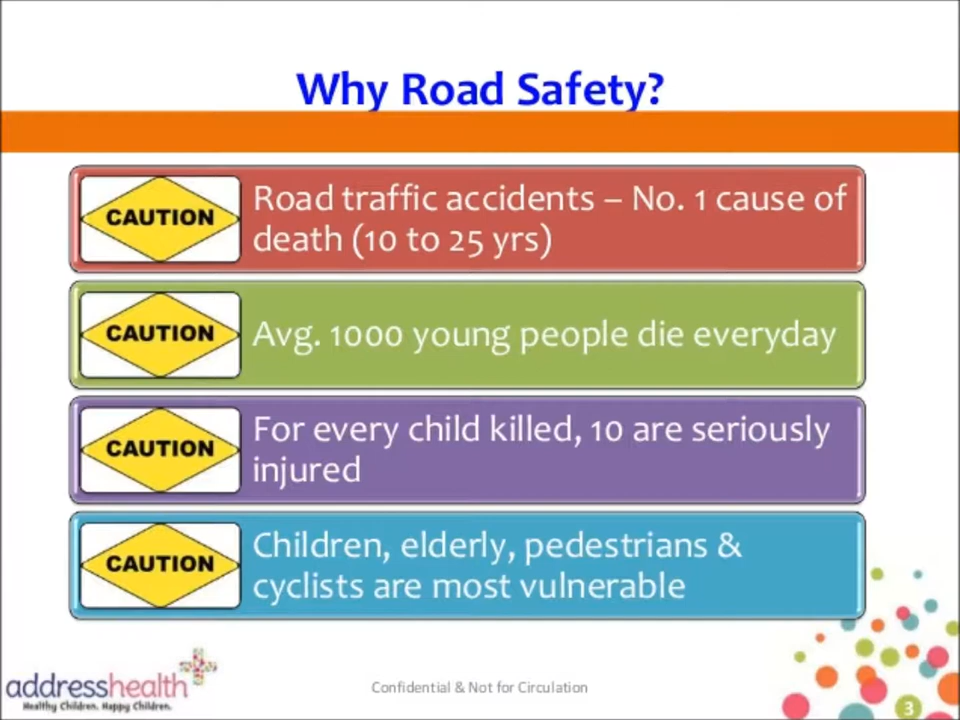 Why Road Safety?
CAUTION
Road traffic accidents – No. 1 cause of
death (10 to 25 yrs)
CAUTION
Avg. 1000 young people die everyday
CAUTION
For every child killed, 10 are seriously
injured
CAUTION
Children, elderly, pedestrians &
cyclists are most vulnerable
addresshealth
Healthy Children. Happy Children.
Confidential & Not for Circulation
3